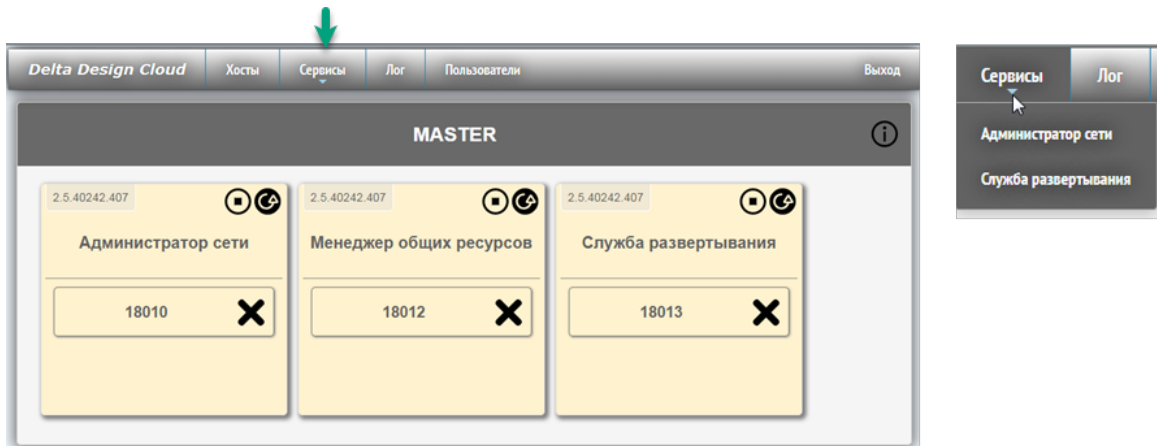 Delta Design Cloud Хосты Сервисы Лог Пользователи Выход
MASTER
2.5.40242.407 2.5.40242.407 2.5.40242.407
Администратор сети Менеджер общих ресурсов Служба развертывания
18010 18012 18013
Сервисы Лог
Администратор сети
Служба развертывания